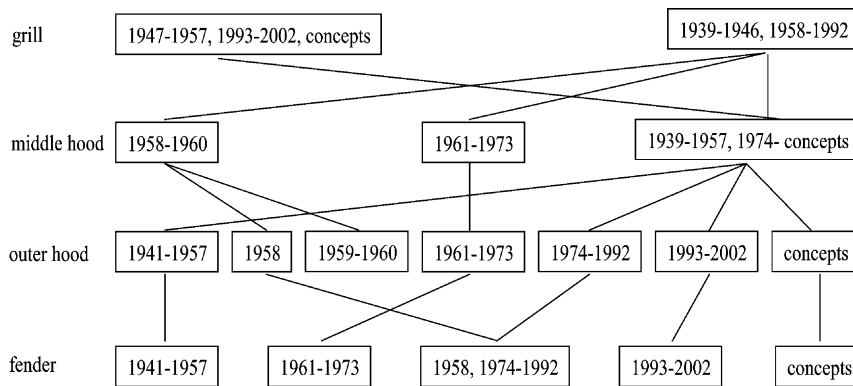 grill
1947-1957, 1993-2002, concepts
1939-1946, 1958-1992
middle hood
1958-1960
1961-1973
1939-1957, 1974- concepts
outer hood
1941-1957
1958
1959-1960
1961-1973
1974-1992
1993-2002
concepts
fender
1941-1957
1961-1973
1958, 1974-1992
1993-2002
concepts